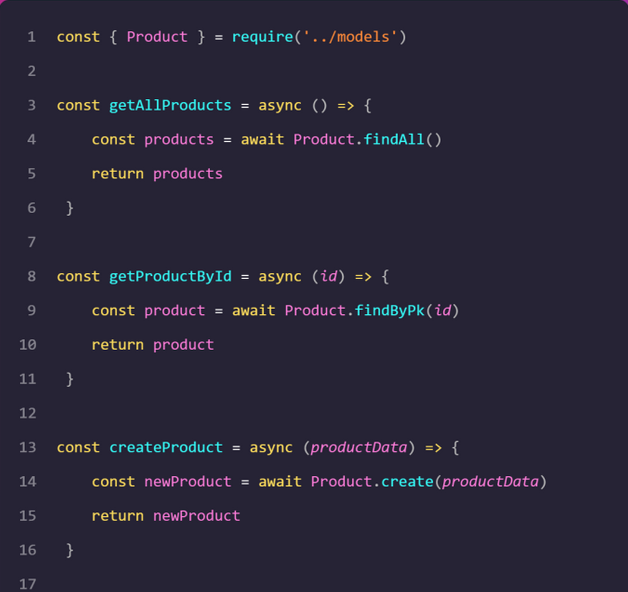 1 const { Product } = require('../models')
2
3 const getAllProducts = async () => {
4 const products = await Product.findAll()
5 return products
6 }
7
8 const getProductById = async (id) => {
9 const product = await Product.findByPk(id)
10 return product
11 }
12
13 const createProduct = async (productData) => {
14 const newProduct = await Product.create(productData)
15 return newProduct
16 }
17